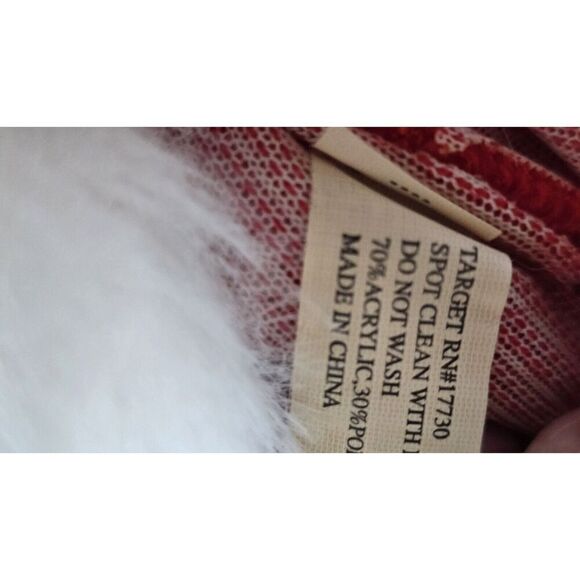 TARGET RN#17730
SPOT CLEAN WITH
DO NOT WASH
70%ACRYLIC,30%PO
MADE IN CHINA